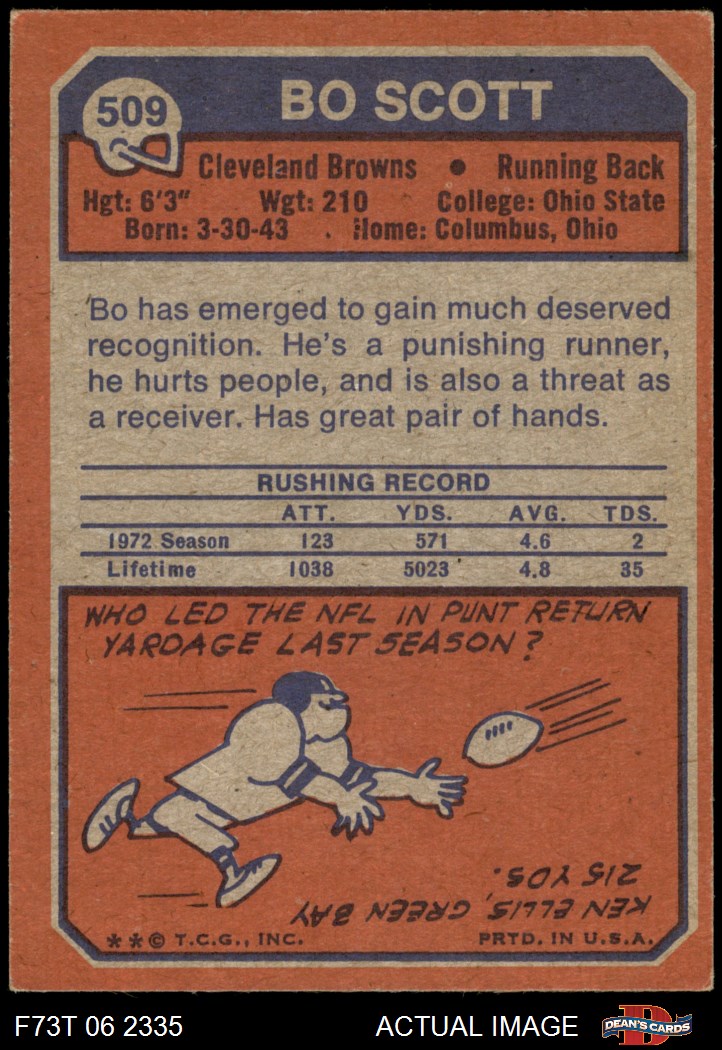 509
BO SCOTT
Cleveland Browns • Running Back
Hgt: 6'3" Wgt: 210 College: Ohio State
Born: 3-30-43 . Home: Columbus, Ohio
Bo has emerged to gain much deserved
recognition. He's a punishing runner,
he hurts people, and is also a threat as
a receiver. Has great pair of hands.
RUSHING RECORD
ATT. YDS. AVG. TDS.
1972 Season 123 571 4.6 2
Lifetime 1038 5023 4.8 35
WHO LED THE NFL IN PUNT RETURN
YARDAGE LAST SEASON?
KEN ELLIS, GREEN BAY
215 YDS.
**© T.C.G., INC. PRTD. IN U.S.A.
F73T 06 2335 ACTUAL IMAGE D DEAN'S CARDS